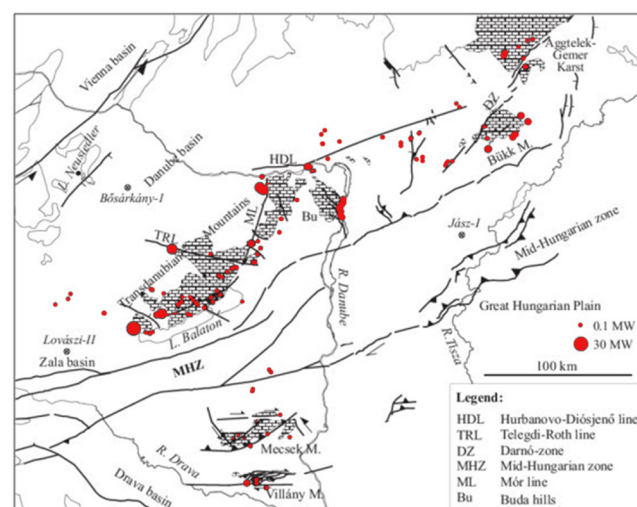 Vienna basin
Aggtelek-
Gemer
Karst
DZ
Danube basin
L. Neusiedler
HDL
Bükk M.
Bősárkány-I
Mountains
ML
Bu
Jász-I
TRL
Mid-Hungarian zone
Transdanubian
R. Danube
Great Hungarian Plain
0.1 MW
L. Balaton
R.Tisza
Lovászi-II
30 MW
Zala basin
MHZ
100 km
Legend:
HDL Hurbanovo-Diósjenő line
TRL Telegdi-Roth line
DZ Darnó-zone
MHZ Mid-Hungarian zone
ML Mór line
Bu Buda hills
Mecsek M.
R. Drava
Drava basin
Villány M.